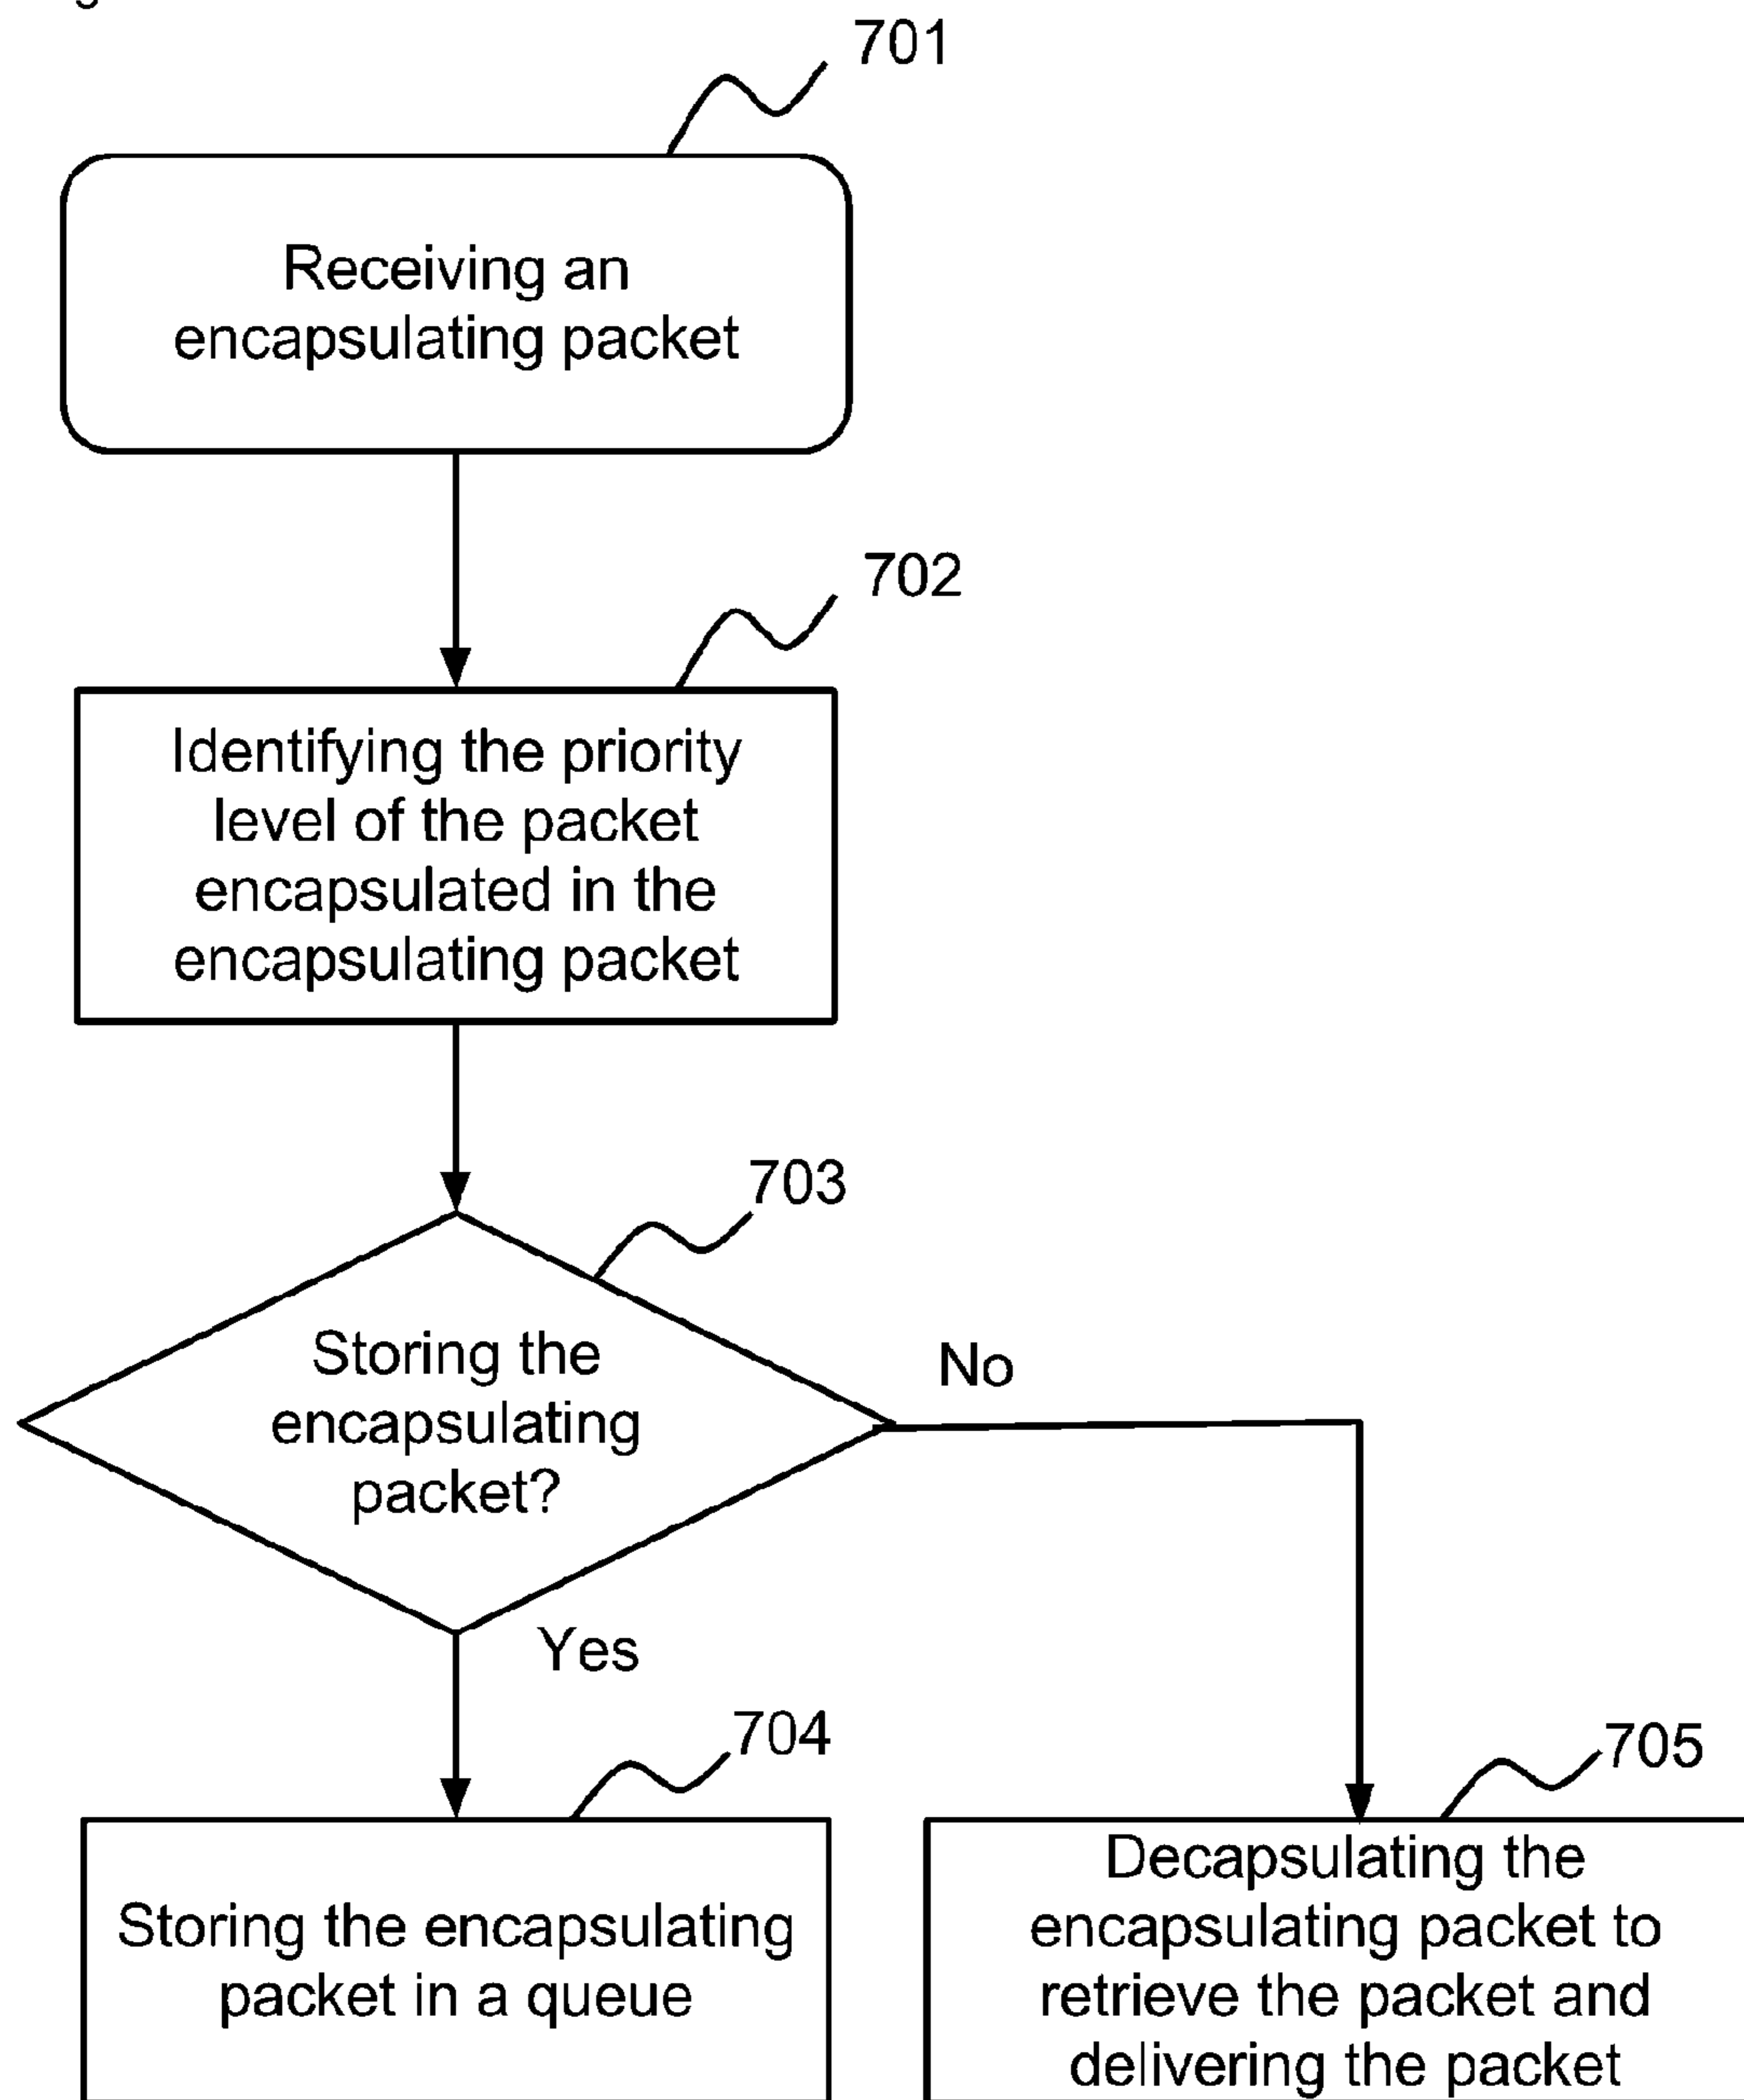 701
Receiving an
encapsulating packet
702
Identifying the priority
level of the packet
encapsulated in the
encapsulating packet
703
Storing the
encapsulating
packet?
No
Yes
704
Storing the encapsulating
packet in a queue
705
Decapsulating the
encapsulating packet to
retrieve the packet and
delivering the packet